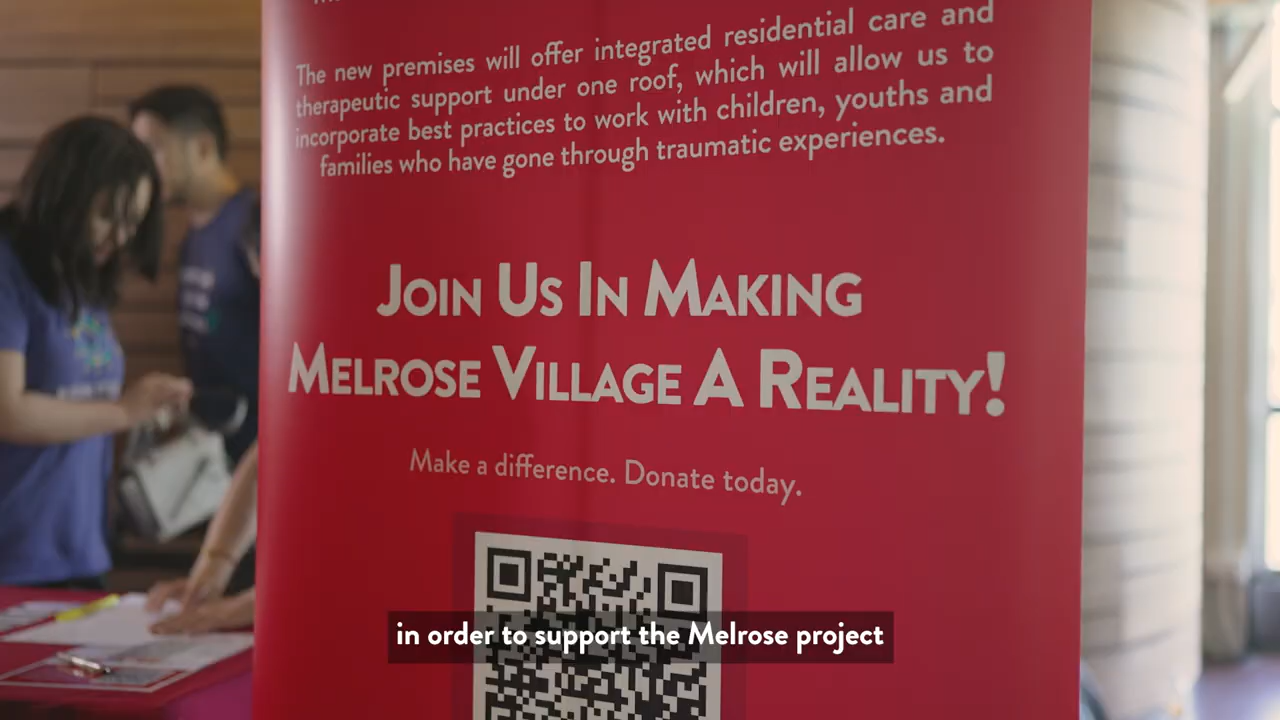 The new premises will offer integrated residential care and
therapeutic support under one roof, which will allow us to
incorporate best practices to work with children, youths and
families who have gone through traumatic experiences.
Join Us In Making
Melrose Village A Reality!
Make a difference. Donate today.
in order to support the Melrose project